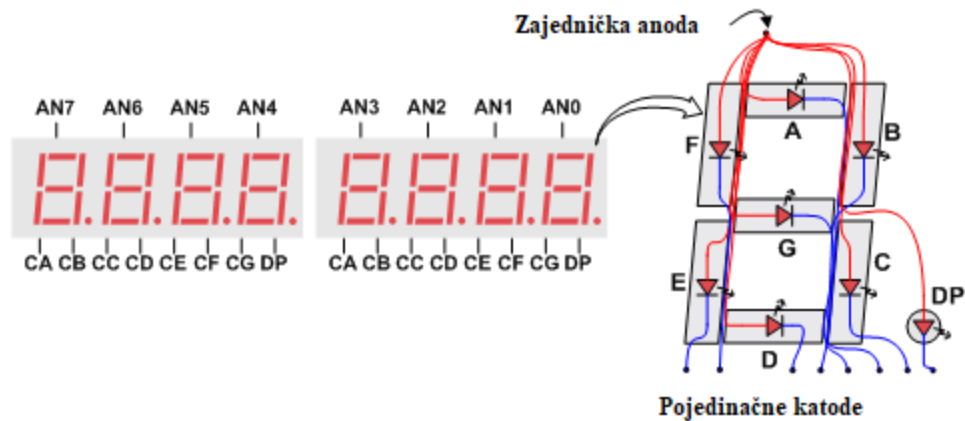 Zajednička anoda
AN7 AN6 AN5 AN4
AN3 AN2 AN1 AN0
CA CB CC CD CE CF CG DP
CA CB CC CD CE CF CG DP
A
F
B
G
E
C
DP
D
Pojedinačne katode